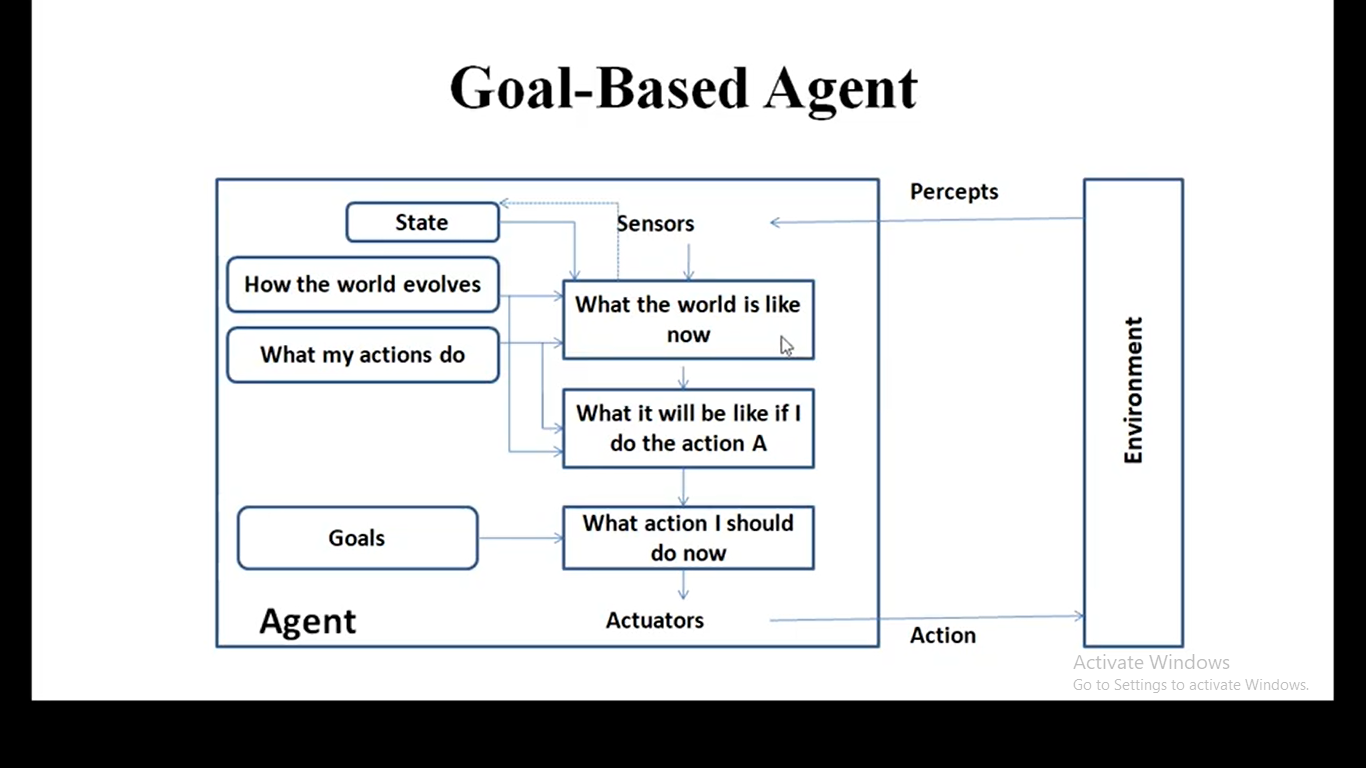 Goal-Based Agent
Percepts
State
Sensors
How the world evolves
What the world is like
now
What my actions do
What it will be like if I
do the action A
Environment
Goals
What action I should
do now
Agent
Actuators
Action
Activate Windows
Go to Settings to activate Windows.